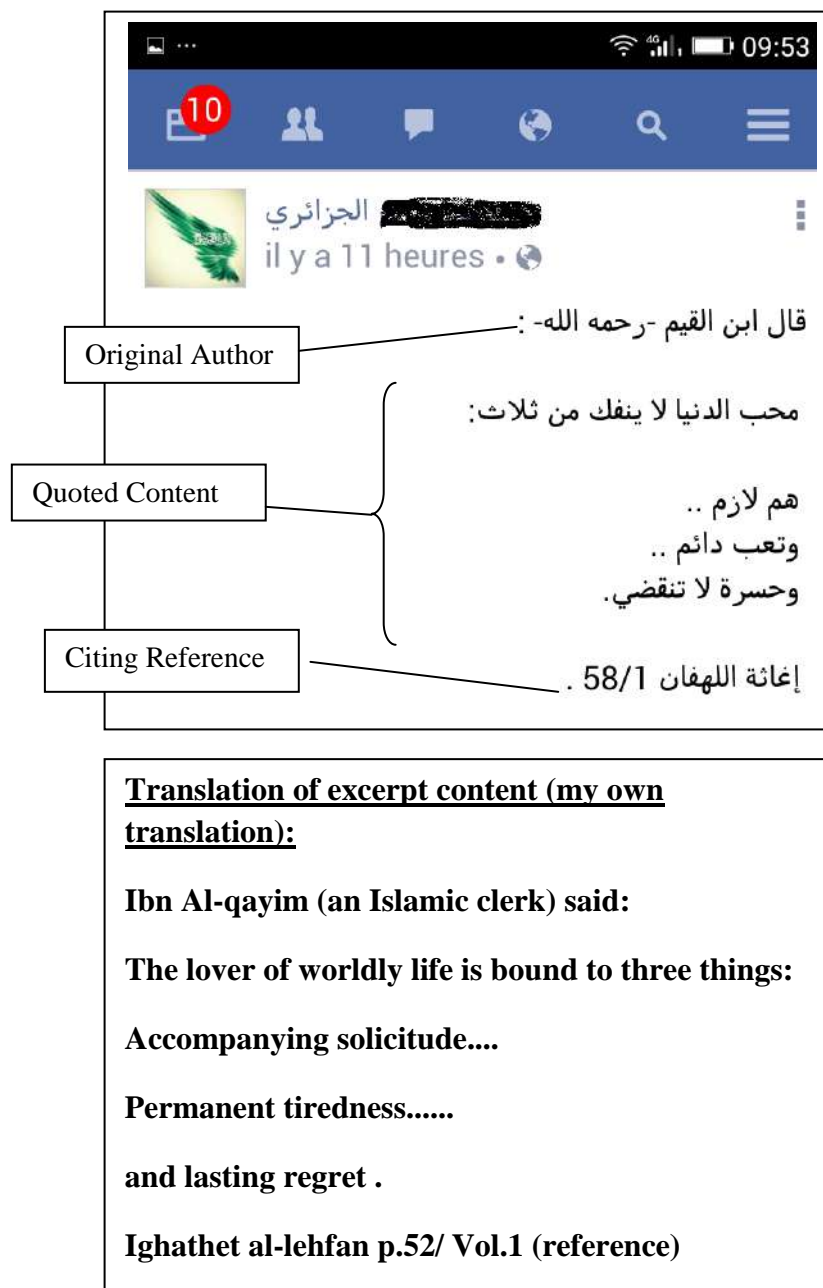 09:53
10
الجزائري
il y a 11 heures
قال ابن القيم -رحمه الله- :
Original Author
محب الدنيا لا ينفك من ثلاث:
Quoted Content
هم لازم ..
وتعب دائم ..
وحسرة لا تنقضي.
Citing Reference
إغاثة اللهفان 58/1 .
Translation of excerpt content (my own
translation):
Ibn Al-qayim (an Islamic clerk) said:
The lover of worldly life is bound to three things:
Accompanying solicitude....
Permanent tiredness......
and lasting regret .
Ighathet al-lehfan p.52/ Vol.1 (reference)